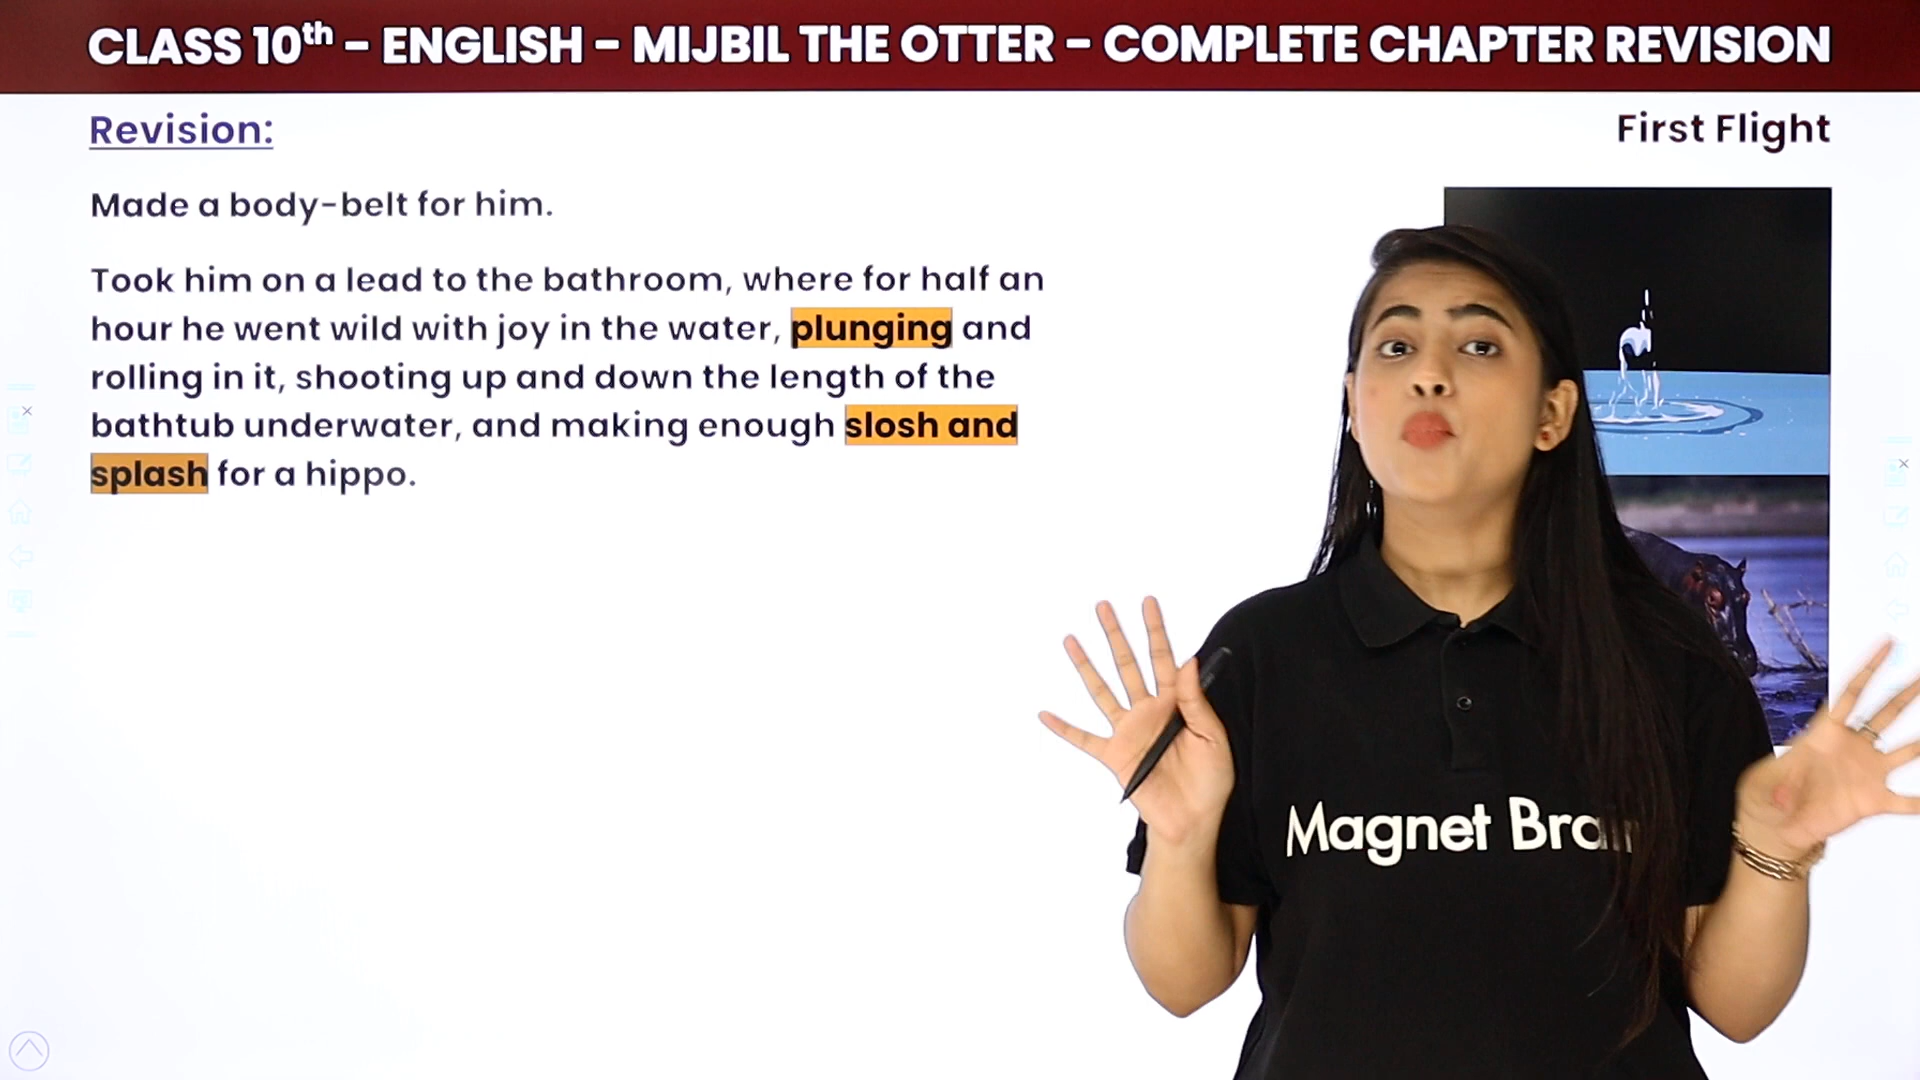 CLASS 10th – ENGLISH – MIJBIL THE OTTER – COMPLETE CHAPTER REVISION
Revision:
First Flight
Made a body-belt for him.
Took him on a lead to the bathroom, where for half an
hour he went wild with joy in the water, plunging and
rolling in it, shooting up and down the length of the
bathtub underwater, and making enough slosh and
splash for a hippo.
Magnet